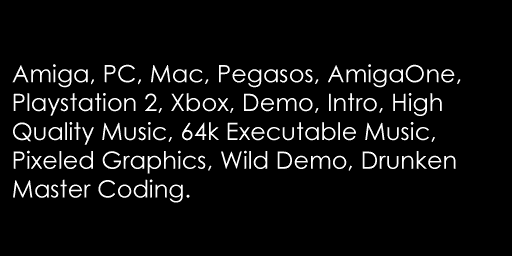 Amiga, PC, Mac, Pegasos, AmigaOne,
Playstation 2, Xbox, Demo, Intro, High
Quality Music, 64k Executable Music,
Pixeled Graphics, Wild Demo, Drunken
Master Coding.